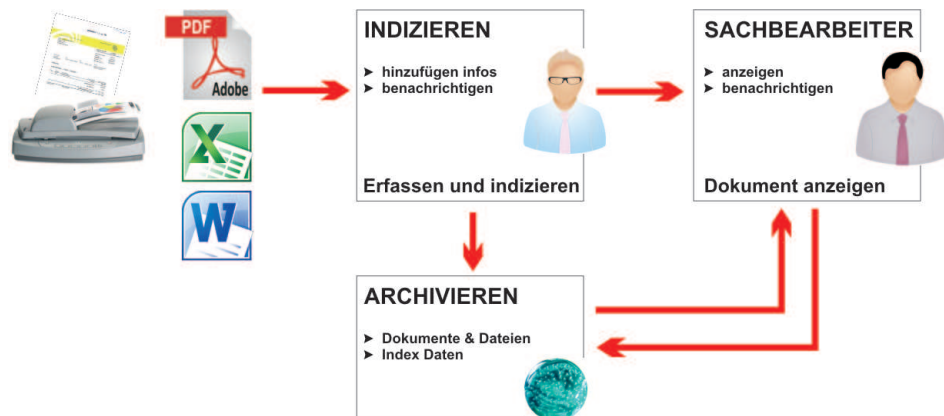 PDF
Adobe
X
W
INDIZIEREN
➤ hinzufügen infos
➤ benachrichtigen
Erfassen und indizieren
SACHBEARBEITER
➤ anzeigen
➤ benachrichtigen
Dokument anzeigen
ARCHIVIEREN
➤ Dokumente & Dateien
➤ Index Daten